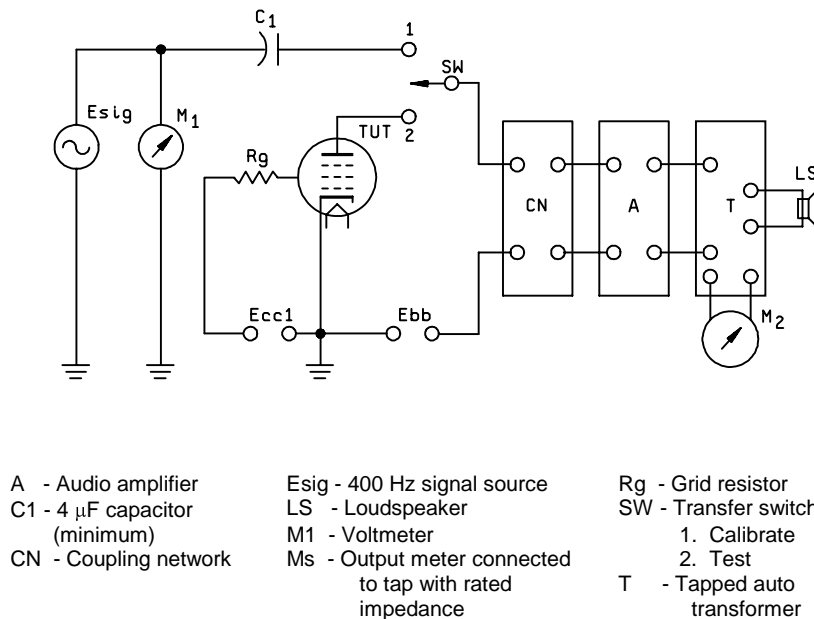 C1
1
SW
Esig
M1
TUT 2
Rg
LS
CN
A
T
Ecc1
Ebb
M2
A - Audio amplifier
C1 - 4 μF capacitor
(minimum)
CN - Coupling network
Esig - 400 Hz signal source
LS - Loudspeaker
M1 - Voltmeter
Ms - Output meter connected
to tap with rated
impedance
Rg - Grid resistor
SW - Transfer switch
1. Calibrate
2. Test
T - Tapped auto
transformer